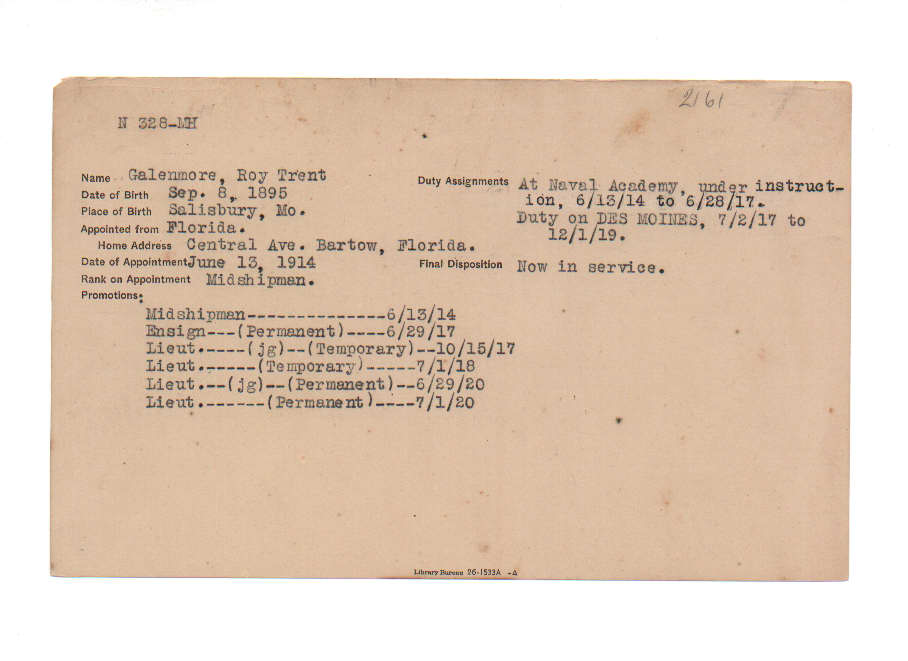 2161
N 328-MH
Name Galenmore, Roy Trent
Date of Birth Sep. 8, 1895
Place of Birth Salisbury, Mo.
Appointed from Florida.
Home Address Central Ave. Bartow, Florida.
Date of Appointment June 13, 1914
Rank on Appointment Midshipman.
Promotions:
Midshipman--------------6/13/14
Ensign---(Permanent)----6/29/17
Lieut.----(jg)--(Temporary)--10/15/17
Lieut.------(Temporary)-----7/1/18
Lieut.--(jg)--(Permanent)--6/29/20
Lieut.------(Permanent)----7/1/20
Duty Assignments At Naval Academy, under instruct-
ion, 6/13/14 to 6/28/17.
Duty on DES MOINES, 7/2/17 to
12/1/19.
Final Disposition Now in service.
Library Bureau 26-1533A -A